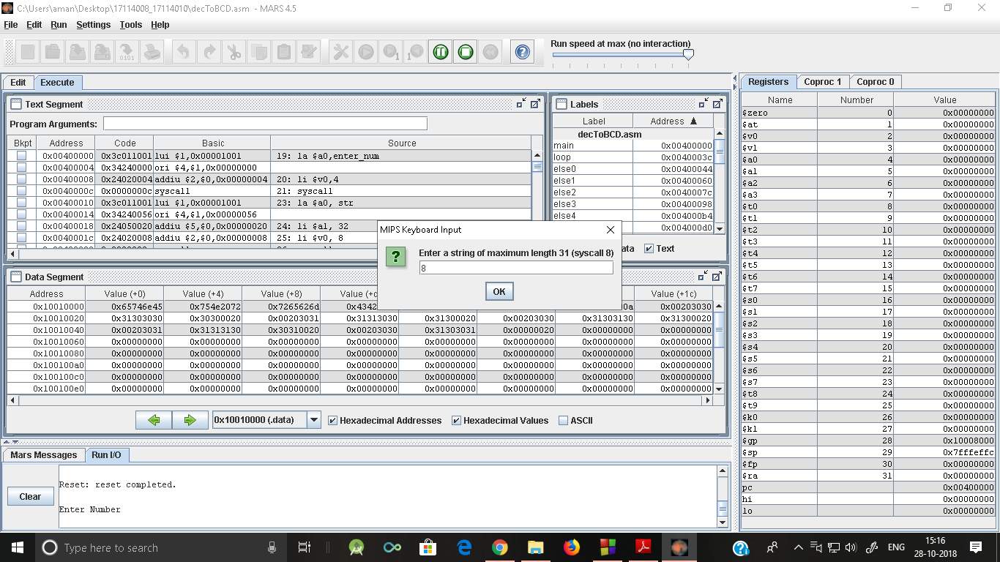 C:\Users\aman\Desktop\17114008_17114010\decToBCD.asm - MARS 4.5
File Edit Run Settings Tools Help
Run speed at max (no interaction)
Edit Execute
Text Segment
Program Arguments:
Bkpt Address Code Basic Source
0x00400000 0x3c011001 lui $1,0x00001001 19: la $a0,enter_num
0x00400004 0x34240000 ori $4,$1,0x00000000
0x00400008 0x24020004 addiu $2,$0,0x00000004 20: li $v0,4
0x0040000c 0x0000000c syscall 21: syscall
0x00400010 0x3c011001 lui $1,0x00001001 23: la $a0, str
0x00400014 0x34240056 ori $4,$1,0x00000056
0x00400018 0x24050020 addiu $5,$0,0x00000020 24: li $a1, 32
0x0040001c 0x24020008 addiu $2,$0,0x00000008 25: li $v0, 8
Labels
Label Address ▲
decToBCD.asm
main 0x00400000
loop 0x0040003c
else0 0x00400044
else1 0x00400060
else2 0x0040007c
else3 0x00400098
else4 0x004000b4
0x004000d0
Text
MIPS Keyboard Input
Enter a string of maximum length 31 (syscall 8)
8
OK
Data Segment
Address Value (+0) Value (+4) Value (+8) Value (+c Value (+1c)
0x10010000 0x65746e45 0x754e2072 0x7265626d 0x4342 0a 0x00203030
0x10010020 0x31303030 0x30300020 0x00203031 0x31313030 0x31300020 0x00203030 0x31303130 0x31300020
0x10010040 0x00203031 0x31313130 0x30310020 0x00203030 0x31303031 0x00000020 0x00000000 0x00000000
0x10010060 0x00000000 0x00000000 0x00000000 0x00000000 0x00000000 0x00000000 0x00000000 0x00000000
0x10010080 0x00000000 0x00000000 0x00000000 0x00000000 0x00000000 0x00000000 0x00000000 0x00000000
0x100100a0 0x00000000 0x00000000 0x00000000 0x00000000 0x00000000 0x00000000 0x00000000 0x00000000
0x100100c0 0x00000000 0x00000000 0x00000000 0x00000000 0x00000000 0x00000000 0x00000000 0x00000000
0x100100e0 0x00000000 0x00000000 0x00000000 0x00000000 0x00000000 0x00000000 0x00000000 0x00000000
0x10010000 (.data) Hexadecimal Addresses Hexadecimal Values ASCII
Mars Messages Run I/O
Clear
Reset: reset completed.
Enter Number
Registers Coproc 1 Coproc 0
Name Number Value
$zero 0 0x00000000
$at 1 0x00000000
$v0 2 0x00000000
$v1 3 0x00000000
$a0 4 0x00000000
$a1 5 0x00000000
$a2 6 0x00000000
$a3 7 0x00000000
$t0 8 0x00000000
$t1 9 0x00000000
$t2 10 0x00000000
$t3 11 0x00000000
$t4 12 0x00000000
$t5 13 0x00000000
$t6 14 0x00000000
$t7 15 0x00000000
$s0 16 0x00000000
$s1 17 0x00000000
$s2 18 0x00000000
$s3 19 0x00000000
$s4 20 0x00000000
$s5 21 0x00000000
$s6 22 0x00000000
$s7 23 0x00000000
$t8 24 0x00000000
$t9 25 0x00000000
$k0 26 0x00000000
$k1 27 0x00000000
$gp 28 0x10008000
$sp 29 0x7fffeffc
$fp 30 0x00000000
$ra 31 0x00000000
pc 0x00400000
hi 0x00000000
lo 0x00000000
Type here to search
ENG
15:16
28-10-2018